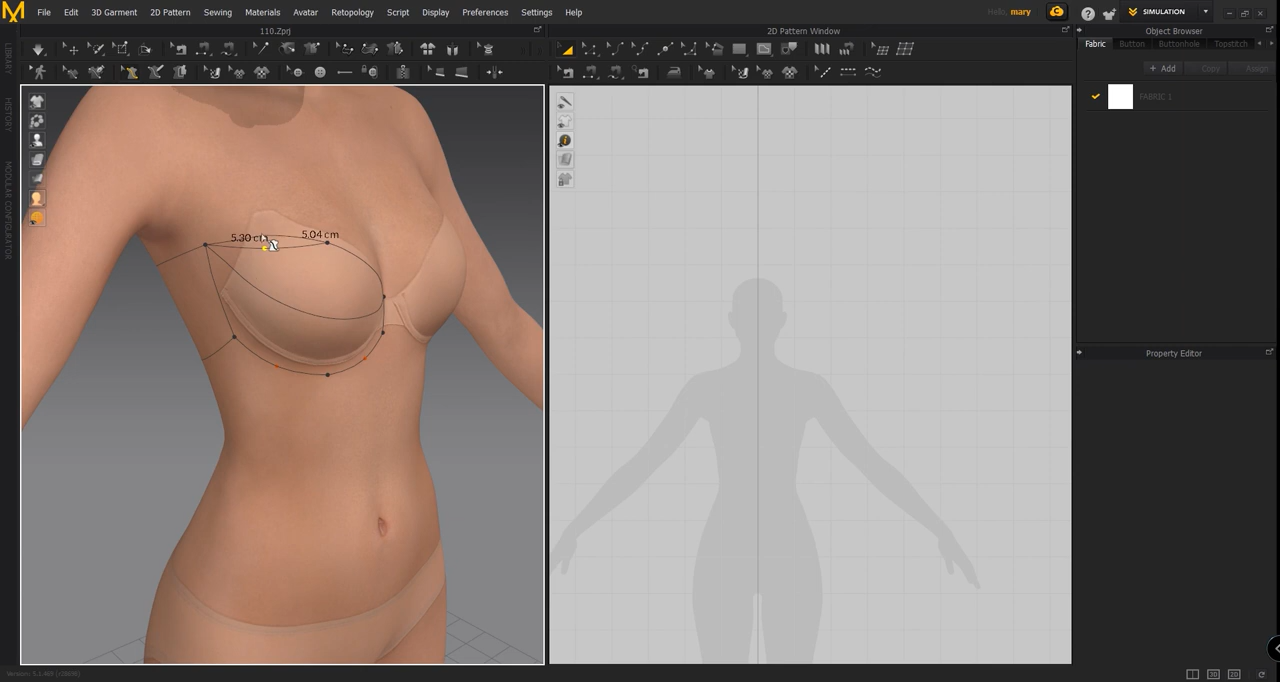 File Edit 3D Garment 2D Pattern Sewing Materials Avatar Retopology Script Display Preferences Settings Help
Hello, mary
SIMULATION
110.Zprj
2D Pattern Window
Object Browser
Fabric Button Buttonhole Topstitch
+ Add Copy Assign
FABRIC 1
LIBRARY
HISTORY
MODULAR CONFIGURATOR
5.30 cm
5.04 cm
Property Editor
3D 2D